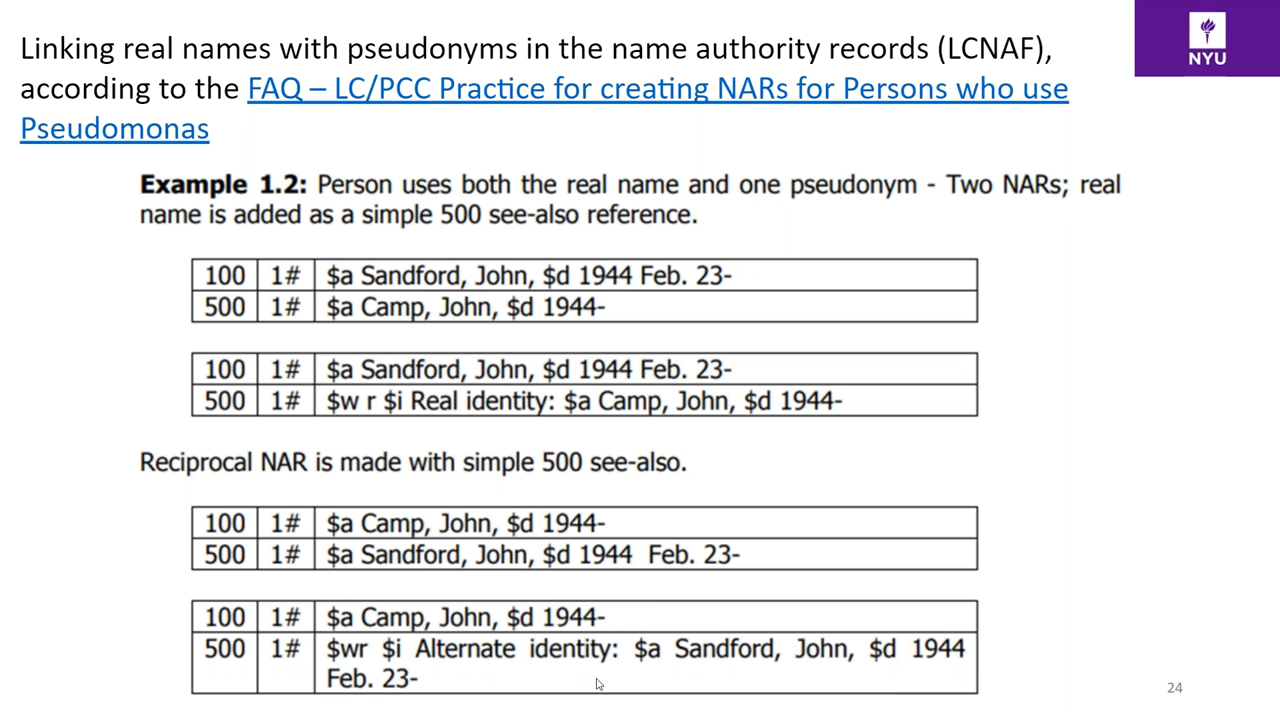 Linking real names with pseudonyms in the name authority records (LCNAF),
according to the FAQ – LC/PCC Practice for creating NARs for Persons who use
Pseudomonas
NYU
Example 1.2: Person uses both the real name and one pseudonym - Two NARs; real
name is added as a simple 500 see-also reference.
100 1# $a Sandford, John, $d 1944 Feb. 23-
500 1# $a Camp, John, $d 1944-
100 1# $a Sandford, John, $d 1944 Feb. 23-
500 1# $w r $i Real identity: $a Camp, John, $d 1944-
Reciprocal NAR is made with simple 500 see-also.
100 1# $a Camp, John, $d 1944-
500 1# $a Sandford, John, $d 1944  Feb. 23-
100 1# $a Camp, John, $d 1944-
500 1# $wr $i Alternate identity: $a Sandford, John, $d 1944
Feb. 23-
24